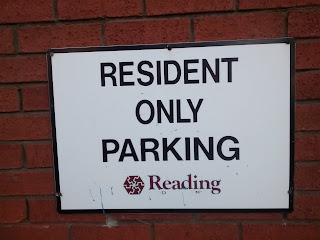 RESIDENT
ONLY
PARKING
Reading